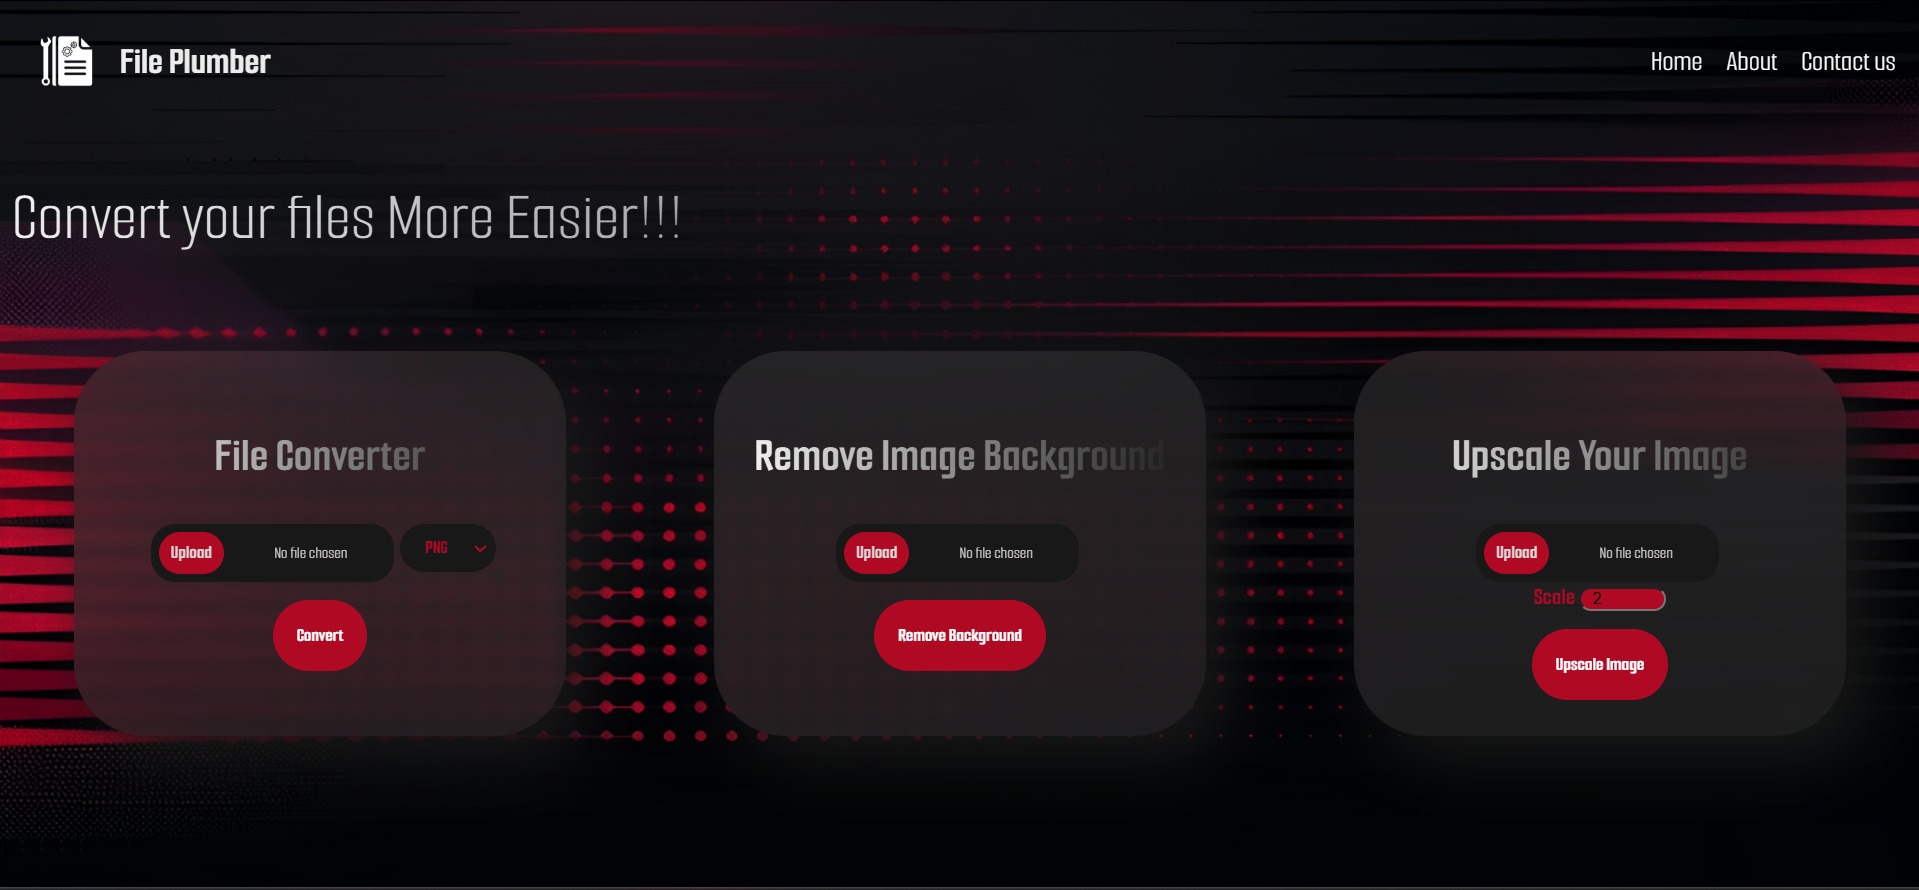 File Plumber
Home About Contact us
Convert your files More Easier!!!
File Converter
Upload No file chosen PNG
Convert
Remove Image Background
Upload No file chosen
Remove Background
Upscale Your Image
Upload No file chosen
Scale 2
Upscale Image